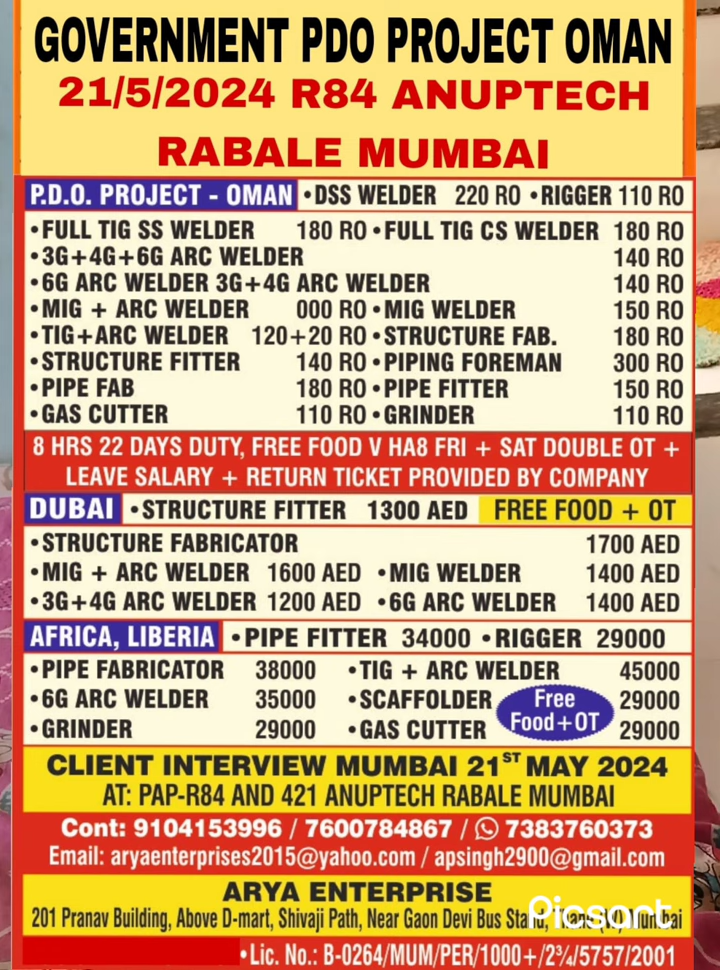 GOVERNMENT PDO PROJECT OMAN
21/5/2024 R84 ANUPTECH
RABALE MUMBAI
P.D.O. PROJECT - OMAN • DSS WELDER 220 RO • RIGGER 110 RO
• FULL TIG SS WELDER 180 RO • FULL TIG CS WELDER 180 RO
• 3G+4G+6G ARC WELDER 140 RO
• 6G ARC WELDER 3G+4G ARC WELDER 140 RO
• MIG + ARC WELDER 000 RO • MIG WELDER 150 RO
• TIG+ARC WELDER 120+20 RO • STRUCTURE FAB. 180 RO
• STRUCTURE FITTER 140 RO • PIPING FOREMAN 300 RO
• PIPE FAB 180 RO • PIPE FITTER 150 RO
• GAS CUTTER 110 RO • GRINDER 110 RO
8 HRS 22 DAYS DUTY, FREE FOOD V HA8 FRI + SAT DOUBLE OT +
LEAVE SALARY + RETURN TICKET PROVIDED BY COMPANY
DUBAI • STRUCTURE FITTER 1300 AED FREE FOOD + OT
• STRUCTURE FABRICATOR 1700 AED
• MIG + ARC WELDER 1600 AED • MIG WELDER 1400 AED
• 3G+4G ARC WELDER 1200 AED • 6G ARC WELDER 1400 AED
AFRICA, LIBERIA • PIPE FITTER 34000 • RIGGER 29000
• PIPE FABRICATOR 38000 • TIG + ARC WELDER 45000
• 6G ARC WELDER 35000 • SCAFFOLDER Free 29000
• GRINDER 29000 • GAS CUTTER Food+OT 29000
CLIENT INTERVIEW MUMBAI 21ST MAY 2024
AT: PAP-R84 AND 421 ANUPTECH RABALE MUMBAI
Cont: 9104153996 / 7600784867 / 7383760373
Email: aryaenterprises2015@yahoo.com / apsingh2900@gmail.com
ARYA ENTERPRISE
201 Pranav Building, Above D-mart, Shivaji Path, Near Gaon Devi Bus Stand, Thane (W) Mumbai
Picsart
• Lic. No.: B-0264/MUM/PER/1000+/2¾/5757/2001